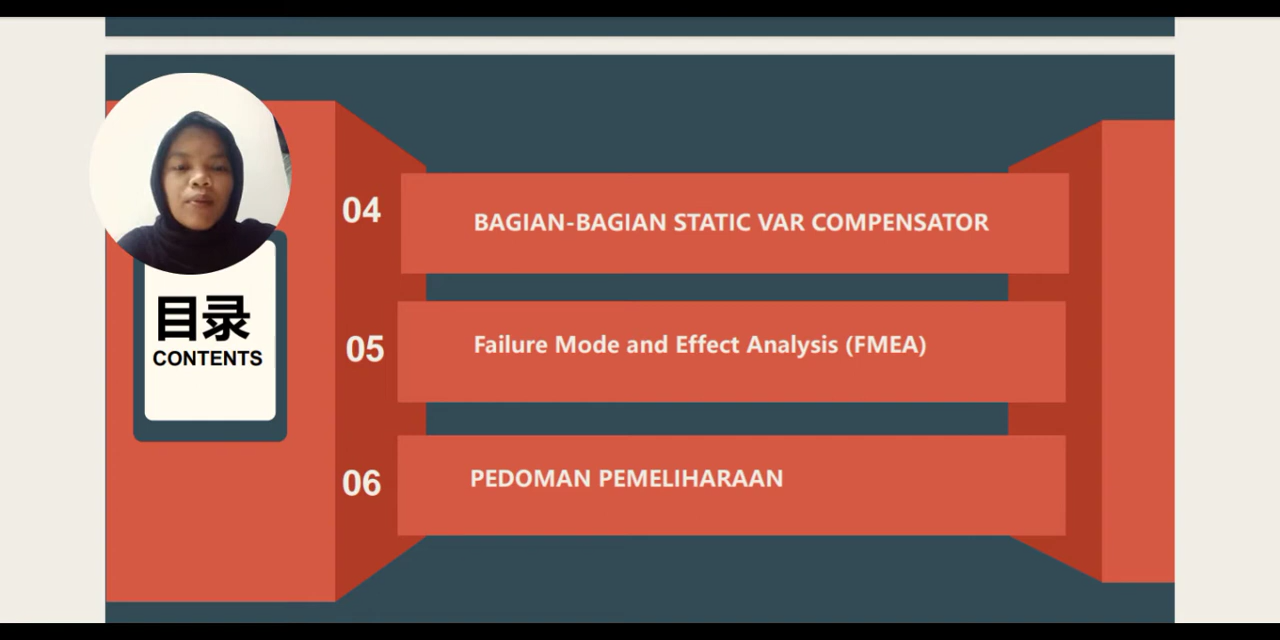 04
BAGIAN-BAGIAN STATIC VAR COMPENSATOR
目录
CONTENTS
05
Failure Mode and Effect Analysis (FMEA)
06
PEDOMAN PEMELIHARAAN